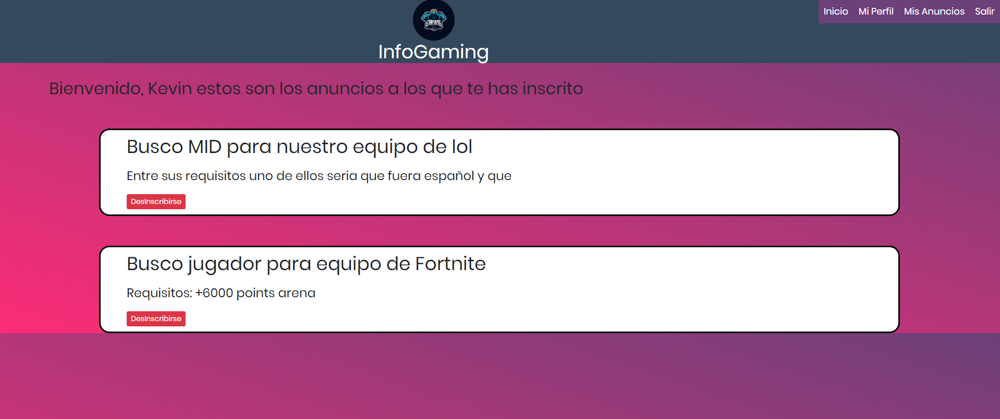 GAMING
InfoGaming
Inicio Mi Perfil Mis Anuncios Salir
Bienvenido, Kevin estos son los anuncios a los que te has inscrito
Busco MID para nuestro equipo de lol
Entre sus requisitos uno de ellos seria que fuera español y que
DesInscribirse
Busco jugador para equipo de Fortnite
Requisitos: +6000 points arena
DesInscribirse